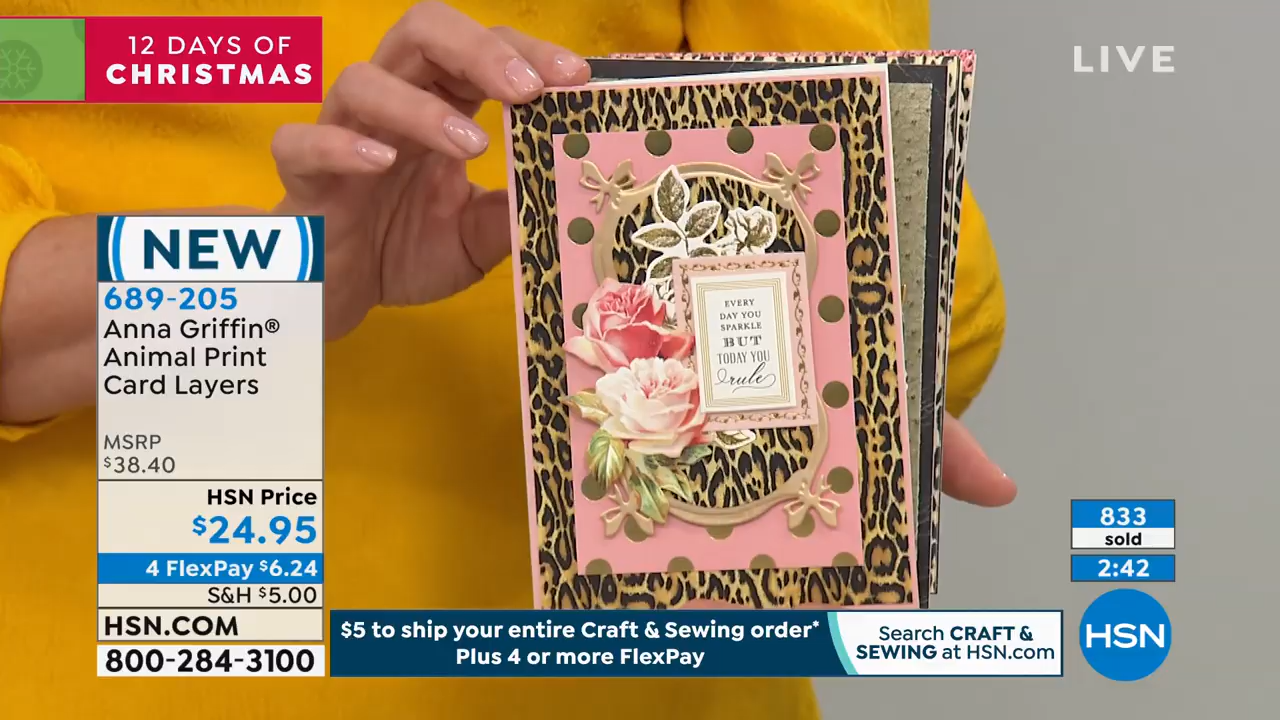 12 DAYS OF
CHRISTMAS
LIVE
NEW
689-205
Anna Griffin®
Animal Print
Card Layers
MSRP
$38.40
HSN Price
$24.95
4 FlexPay $6.24
S&H $5.00
HSN.COM
800-284-3100
EVERY
DAY YOU
SPARKLE
BUT
TODAY YOU
rule
833
sold
2:42
$5 to ship your entire Craft & Sewing order*
Plus 4 or more FlexPay
Search CRAFT &
SEWING at HSN.com
HSN